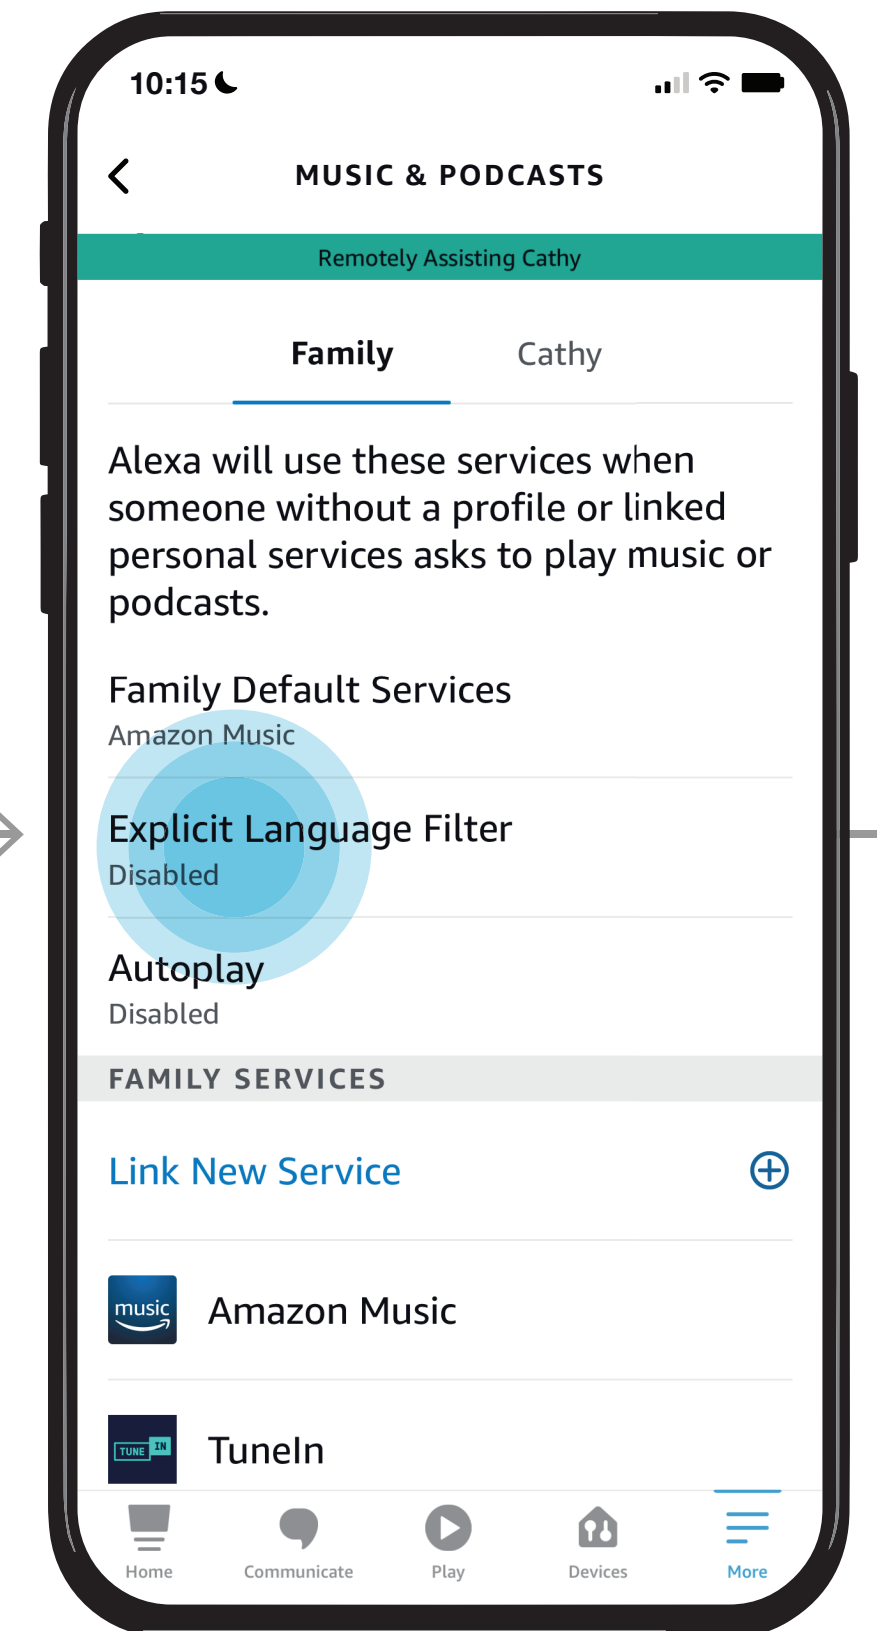 10:15
MUSIC & PODCASTS
Remotely Assisting Cathy
Family
Cathy
Alexa will use these services when
someone without a profile or linked
personal services asks to play music or
podcasts.
Family Default Services
Amazon Music
Explicit Language Filter
Disabled
Autoplay
Disabled
FAMILY SERVICES
Link New Service
music
Amazon Music
TUNE IN
TuneIn
Home
Communicate
Play
Devices
More